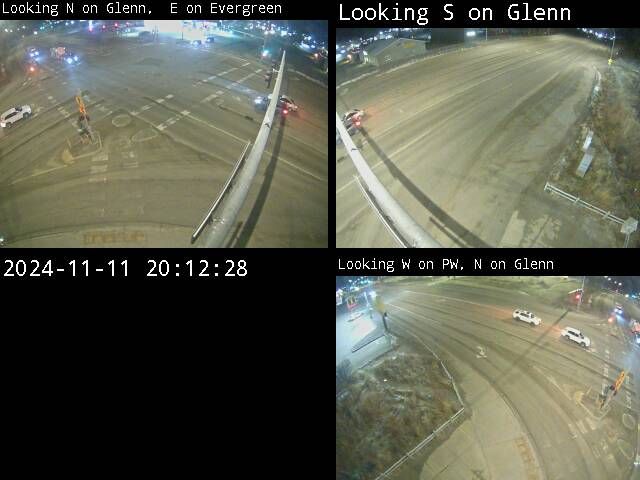 Looking N on Glenn,  E on Evergreen
Looking S on Glenn
2024-11-11 20:12:28
Looking W on PW, N on Glenn